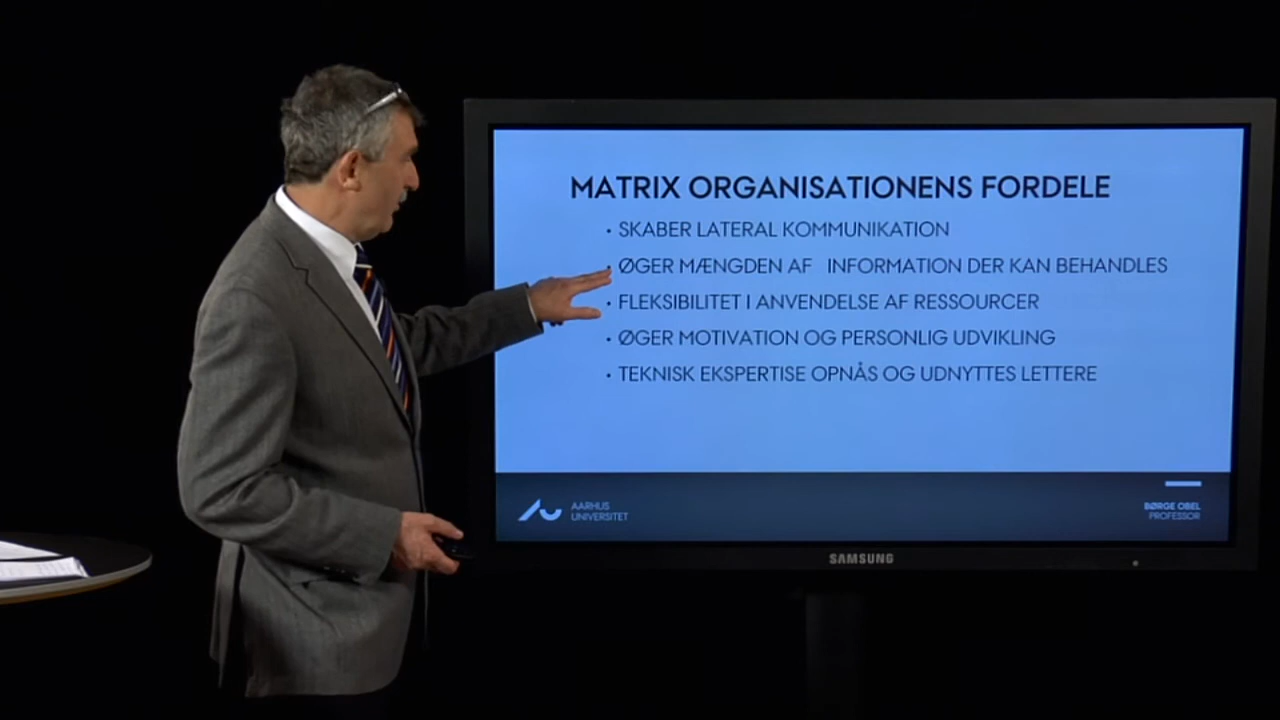 MATRIX ORGANISATIONENS FORDELE
• SKABER LATERAL KOMMUNIKATION
• ØGER MÆNGDEN AF INFORMATION DER KAN BEHANDLES
• FLEKSIBILITET I ANVENDELSE AF RESSOURCER
• ØGER MOTIVATION OG PERSONLIG UDVIKLING
• TEKNISK EKSPERTISE OPNÅS OG UDNYTTES LETTERE
AARHUS
UNIVERSITET
BØRGE OBEL
PROFESSOR
SAMSUNG